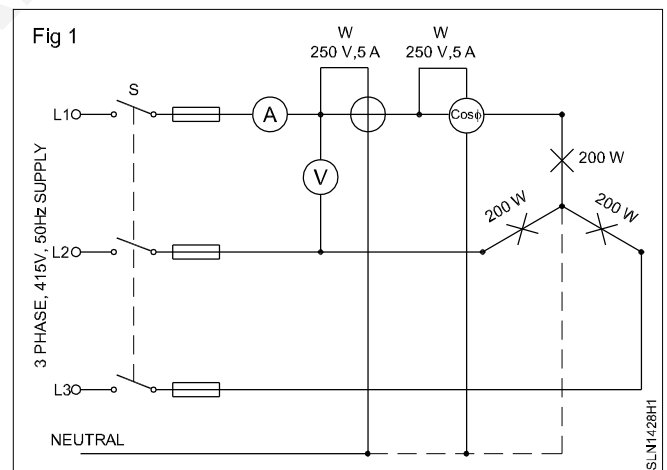 Fig 1
W
250 V,5 A
W
250 V,5 A
S
L1
A
Cosϕ
200 W
V
200 W
200 W
L2
3 PHASE, 415V, 50Hz SUPPLY
L3
NEUTRAL
SLN1428H1